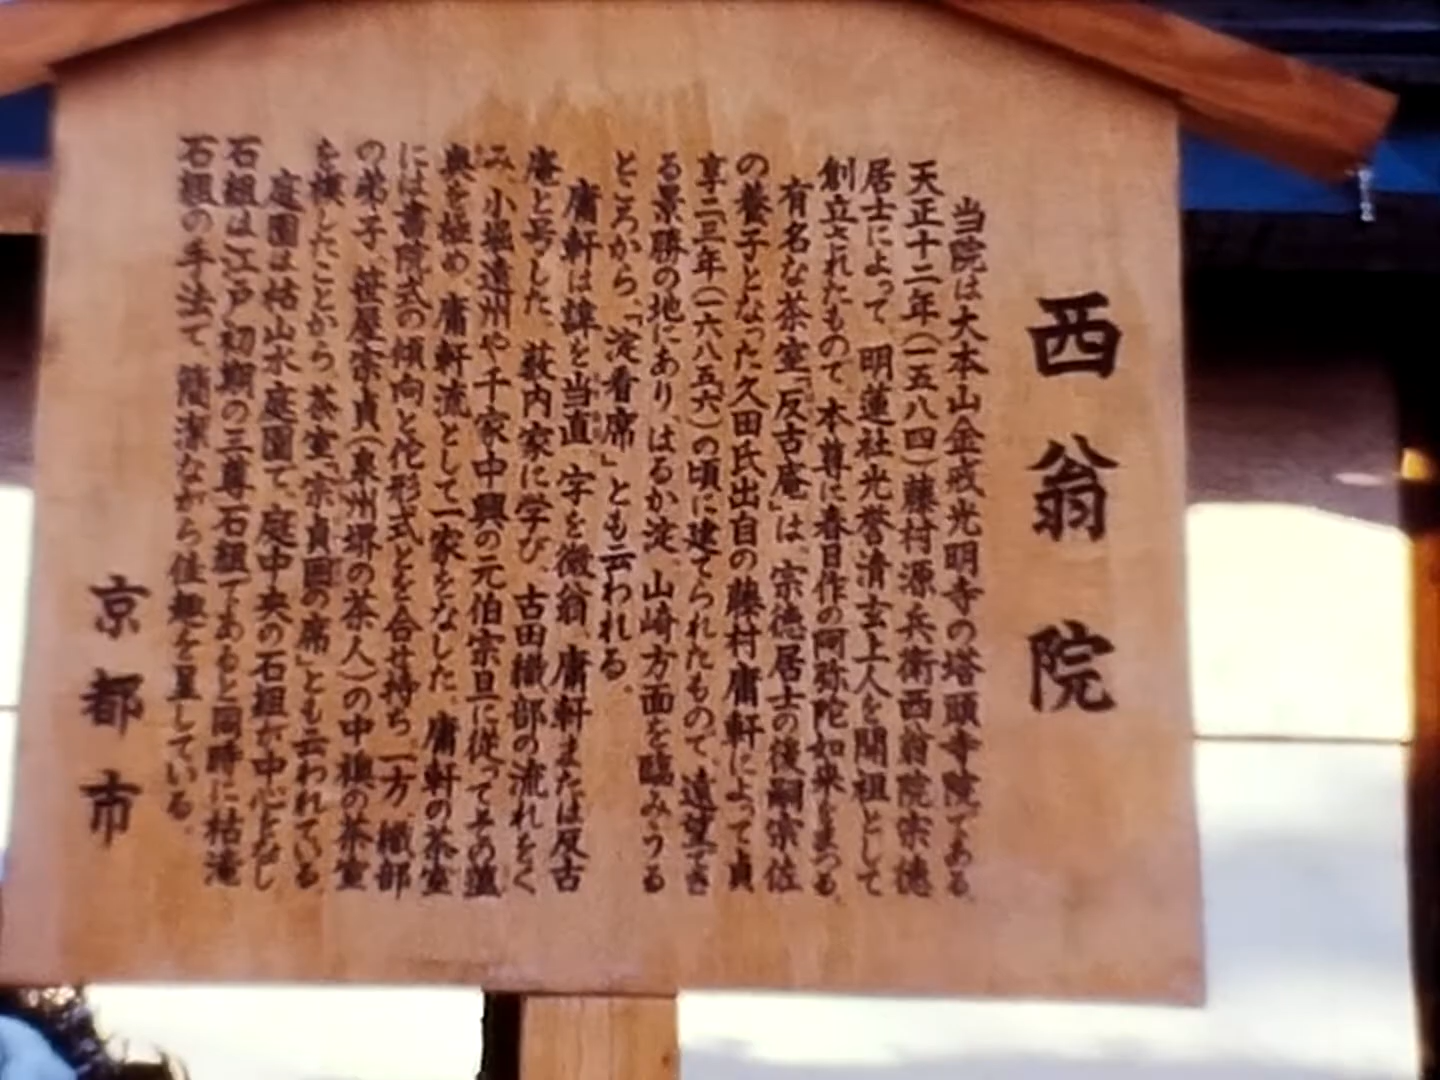 西翁院
当院は大本山金戒光明寺の塔頭寺院である。
天正十二年(一五八四)藤村源兵衛西翁院宗徳
居士によって、明蓮社光誉清玄上人を開祖として
創立されたもので、本尊に春日作の阿弥陀如来をまつる。
有名な茶室「反古庵」は、宗徳居士の後嗣宗佐
の養子となった久田氏出自の藤村庸軒によって貞
享二三年(一六八五六)の頃に建てられたもので、遠望でき
る景勝の地にあり、はるか淀、山崎方面を臨みうる
ところから、「淀看席」とも云われる。
庸軒は諱を当直 字を微翁、庸軒または反古
庵と号した。薮内家に学び、古田織部の流れをく
み、小堀遠州や千家中興の元伯宗旦に従ってその蘊
奥を極め、庸軒流として一家をなした。庸軒の茶室
には書院式の傾向と佗形式とを合せ持ち、一方、織部
の弟子、笹屋宗貞(泉州堺の茶人)の中 の茶室
を模したことから 茶室「宗貞囲の席」とも云われている
庭園は枯山水庭園で、庭中央の石組が中心となし
石組は江戸初期の三尊石組であると同時に枯滝
石組の手法で、簡潔ながら佳趣を呈している。
京都市